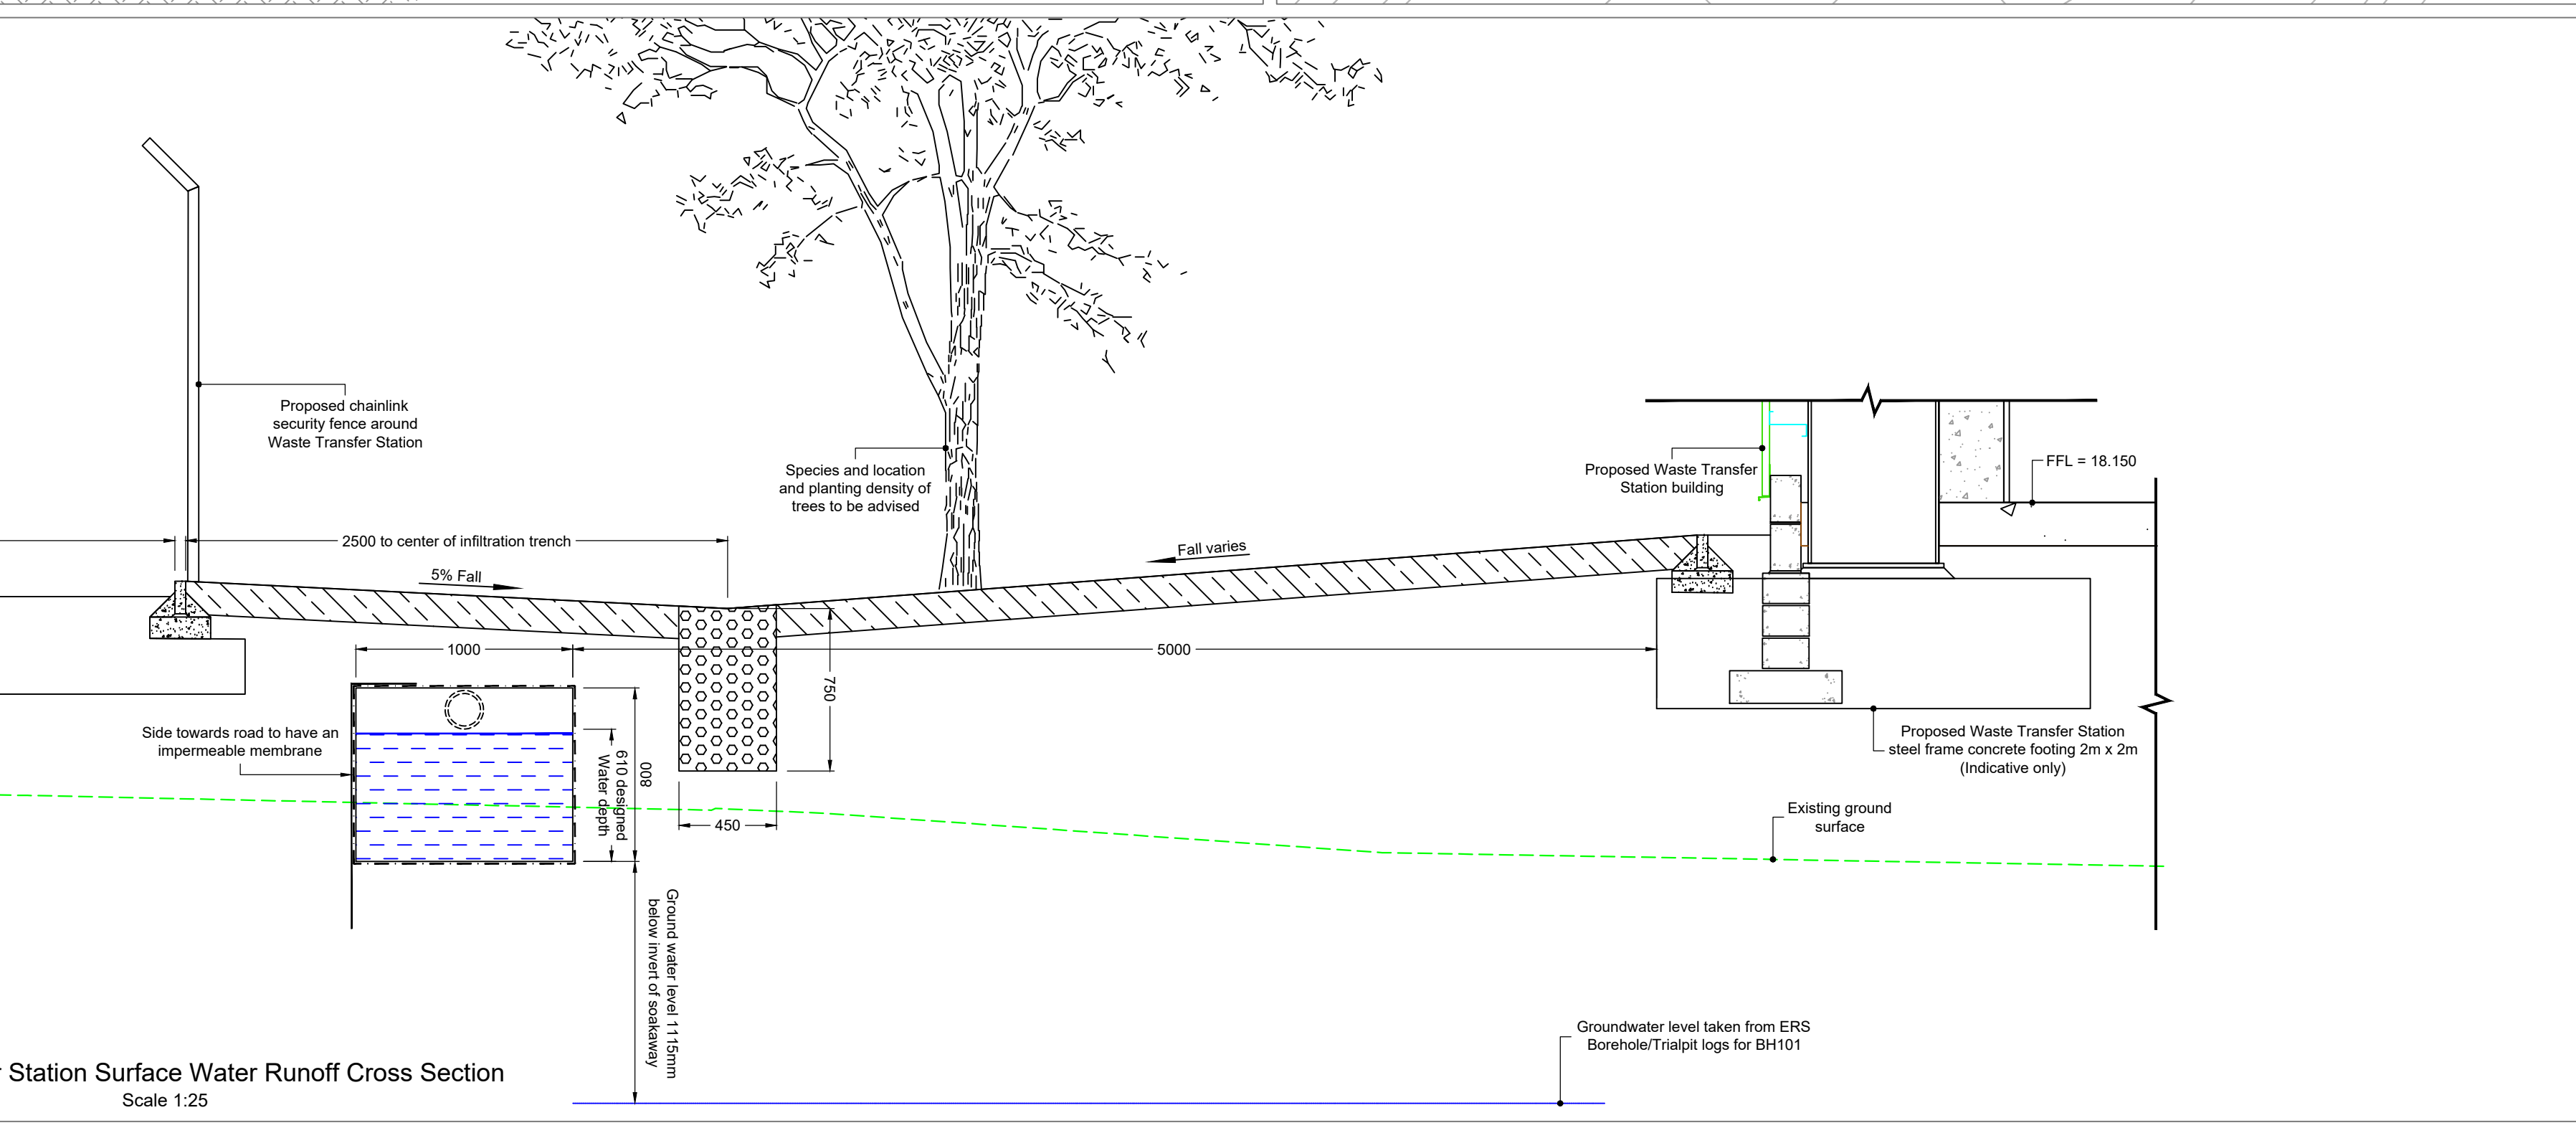 Proposed chainlink
security fence around
Waste Transfer Station
Species and location
and planting density of
trees to be advised
Proposed Waste Transfer
Station building
FFL = 18.150
2500 to center of infiltration trench
5% Fall
Fall varies
1000
5000
750
Side towards road to have an
impermeable membrane
800
610 designed
Water depth
450
Proposed Waste Transfer Station
steel frame concrete footing 2m x 2m
(Indicative only)
Existing ground
surface
Ground water level 1115mm
below invert of soakaway
Groundwater level taken from ERS
Borehole/Trialpit logs for BH101
Station Surface Water Runoff Cross Section
Scale 1:25